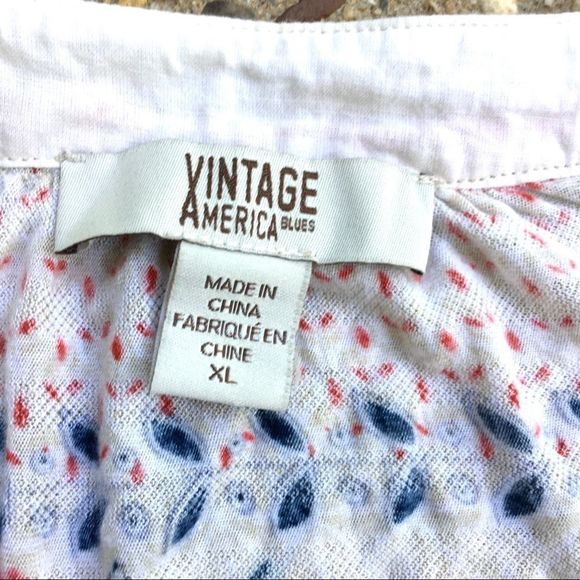 VINTAGE
AMERICA BLUES
MADE IN
CHINA
FABRIQUÉ EN
CHINE
XL